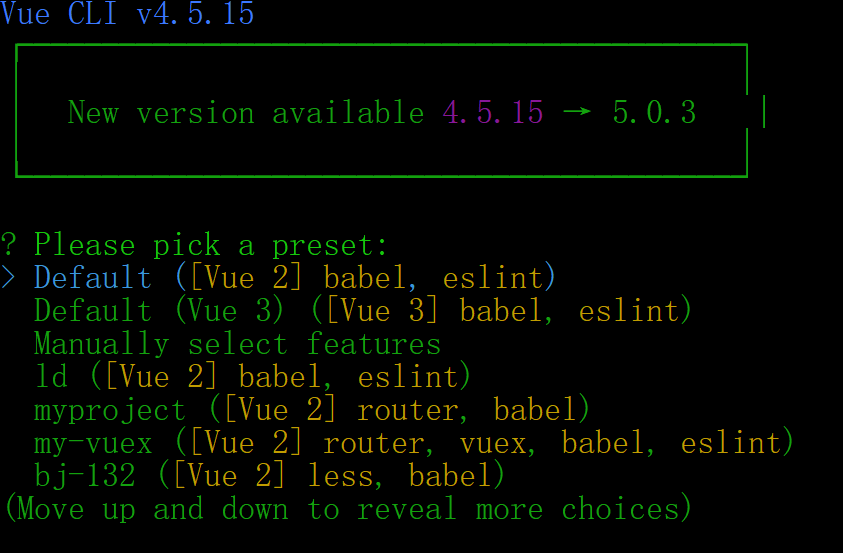 Vue CLI v4.5.15
New version available 4.5.15 → 5.0.3
? Please pick a preset:
> Default ([Vue 2] babel, eslint)
Default (Vue 3) ([Vue 3] babel, eslint)
Manually select features
ld ([Vue 2] babel, eslint)
myproject ([Vue 2] router, babel)
my-vuex ([Vue 2] router, vuex, babel, eslint)
bj-132 ([Vue 2] less, babel)
(Move up and down to reveal more choices)